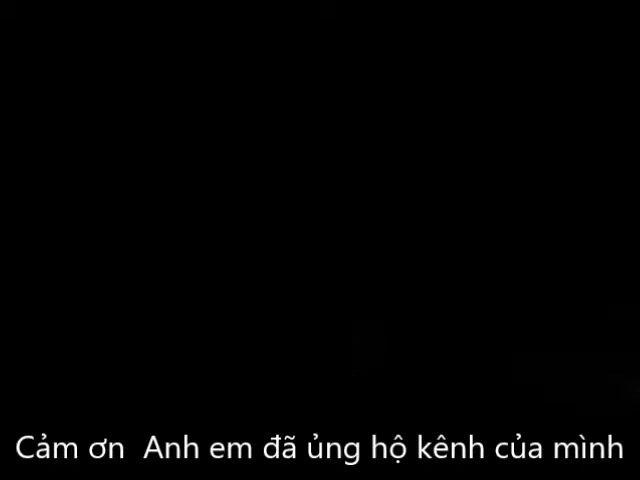 Cảm ơn  Anh em đã ủng hộ kênh của mình